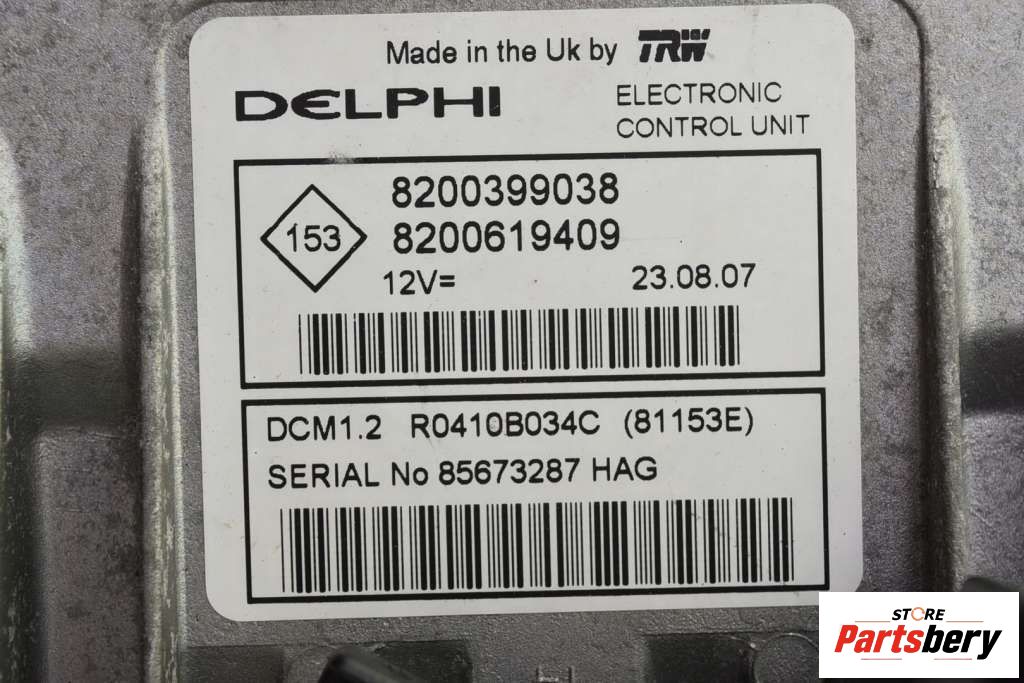 Made in the Uk by TRW
DELPHI
ELECTRONIC
CONTROL UNIT
153
8200399038
8200619409
12V= 23.08.07
DCM1.2 R0410B034C (81153E)
SERIAL No 85673287 HAG
STORE
Partsbery